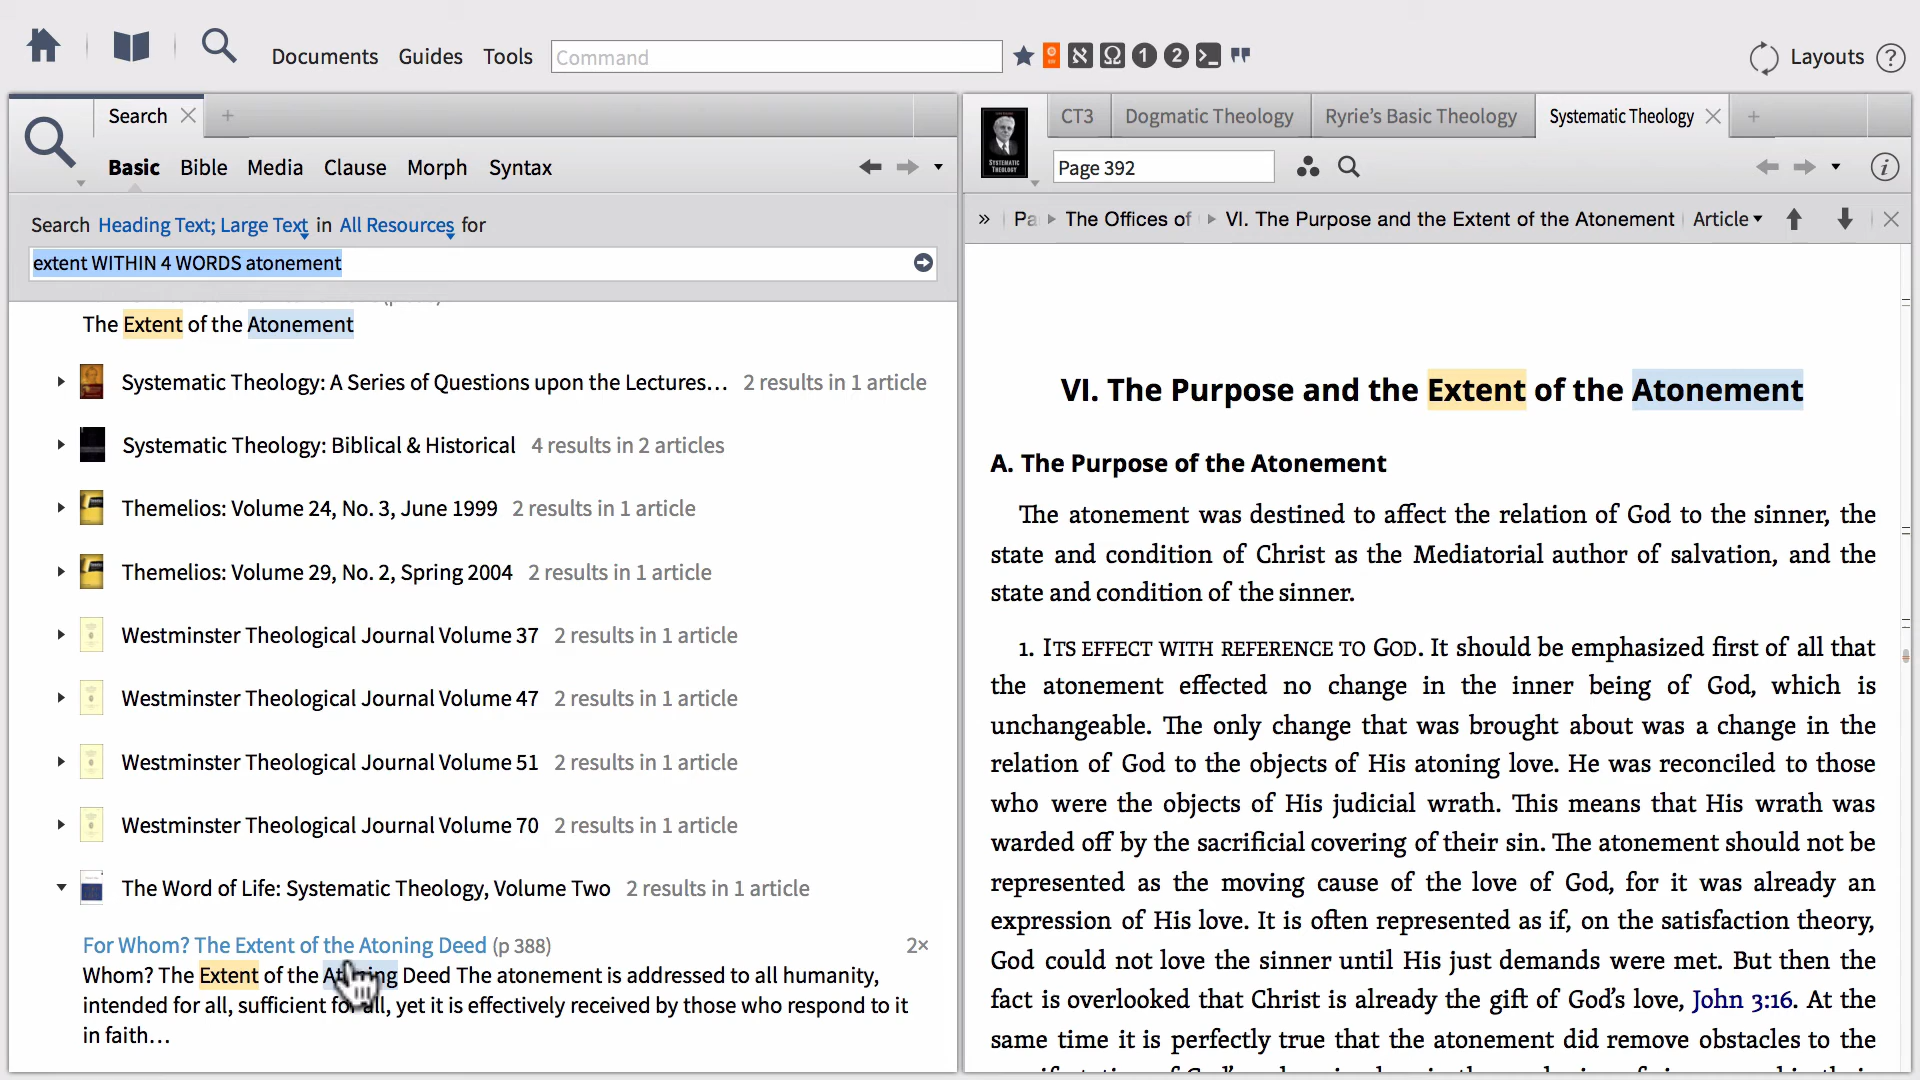 Documents Guides Tools Command
Layouts ?
Search
Basic Bible Media Clause Morph Syntax
Search Heading Text; Large Text in All Resources for
extent WITHIN 4 WORDS atonement
The Extent of the Atonement
Systematic Theology: A Series of Questions upon the Lectures… 2 results in 1 article
Systematic Theology: Biblical & Historical 4 results in 2 articles
Themelios: Volume 24, No. 3, June 1999 2 results in 1 article
Themelios: Volume 29, No. 2, Spring 2004 2 results in 1 article
Westminster Theological Journal Volume 37 2 results in 1 article
Westminster Theological Journal Volume 47 2 results in 1 article
Westminster Theological Journal Volume 51 2 results in 1 article
Westminster Theological Journal Volume 70 2 results in 1 article
The Word of Life: Systematic Theology, Volume Two 2 results in 1 article
For Whom? The Extent of the Atoning Deed (p 388) 2×
Whom? The Extent of the Atoning Deed The atonement is addressed to all humanity,
intended for all, sufficient for all, yet it is effectively received by those who respond to it
in faith…
SYSTEMATIC
THEOLOGY
CT3 Dogmatic Theology Ryrie's Basic Theology Systematic Theology
Page 392
» Pa The Offices of VI. The Purpose and the Extent of the Atonement Article
VI. The Purpose and the Extent of the Atonement
A. The Purpose of the Atonement
The atonement was destined to affect the relation of God to the sinner, the
state and condition of Christ as the Mediatorial author of salvation, and the
state and condition of the sinner.
1. ITS EFFECT WITH REFERENCE TO GOD. It should be emphasized first of all that
the atonement effected no change in the inner being of God, which is
unchangeable. The only change that was brought about was a change in the
relation of God to the objects of His atoning love. He was reconciled to those
who were the objects of His judicial wrath. This means that His wrath was
warded off by the sacrificial covering of their sin. The atonement should not be
represented as the moving cause of the love of God, for it was already an
expression of His love. It is often represented as if, on the satisfaction theory,
God could not love the sinner until His just demands were met. But then the
fact is overlooked that Christ is already the gift of God's love, John 3:16. At the
same time it is perfectly true that the atonement did remove obstacles to the